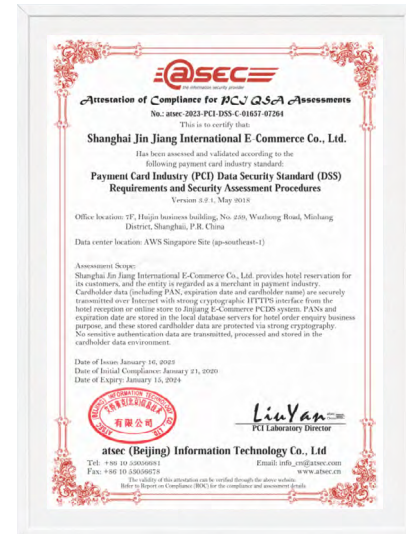 atsec
the information security provider
Attestation of Compliance for PCI QSA Assessments
No.: atsec-2023-PCI-DSS-C-01657-07264
This is to certify that:
Shanghai Jin Jiang International E-Commerce Co., Ltd.
Has been assessed and validated according to the
following payment card industry standard:
Payment Card Industry (PCI) Data Security Standard (DSS)
Requirements and Security Assessment Procedures
Version 3.2.1, May 2018
Office location: 7F, Huijin business building, No. 259, Wuzhong Road, Minhang
District, Shanghaii, P.R. China
Data center location: AWS Singapore Site (ap-southeast-1)
Assessment Scope:
Shanghai Jin Jiang International E-Commerce Co., Ltd. provides hotel reservation for
its customers, and the entity is regarded as a merchant in payment industry.
Cardholder data (including PAN, expiration date and cardholder name) are securely
transmitted over Internet with strong cryptographic HTTPS interface from the
hotel reception or online store to Jinjiang E-Commerce PCDS system. PANs and
expiration date are stored in the local database servers for hotel order enquiry business
purpose, and these stored cardholder data are protected via strong cryptography.
No sensitive authentication data are transmitted, processed and stored in the
cardholder data environment.
Date of Issue: January 16, 2023
Date of Initial Compliance: January 21, 2020
Date of Expiry: January 15, 2024
INFORMATION TECHNOLOGY
有限公司
LiuYan
PCI Laboratory Director
atsec (Beijing) Information Technology Co., Ltd
Tel: +86 10 53056681
Email: info_cn@atsec.com
Fax: +86 10 53056678
www.atsec.cn
The validity of this attestation can be verified through the above website.
Refer to Report on Compliance (ROC) for the compliance and assessment details.